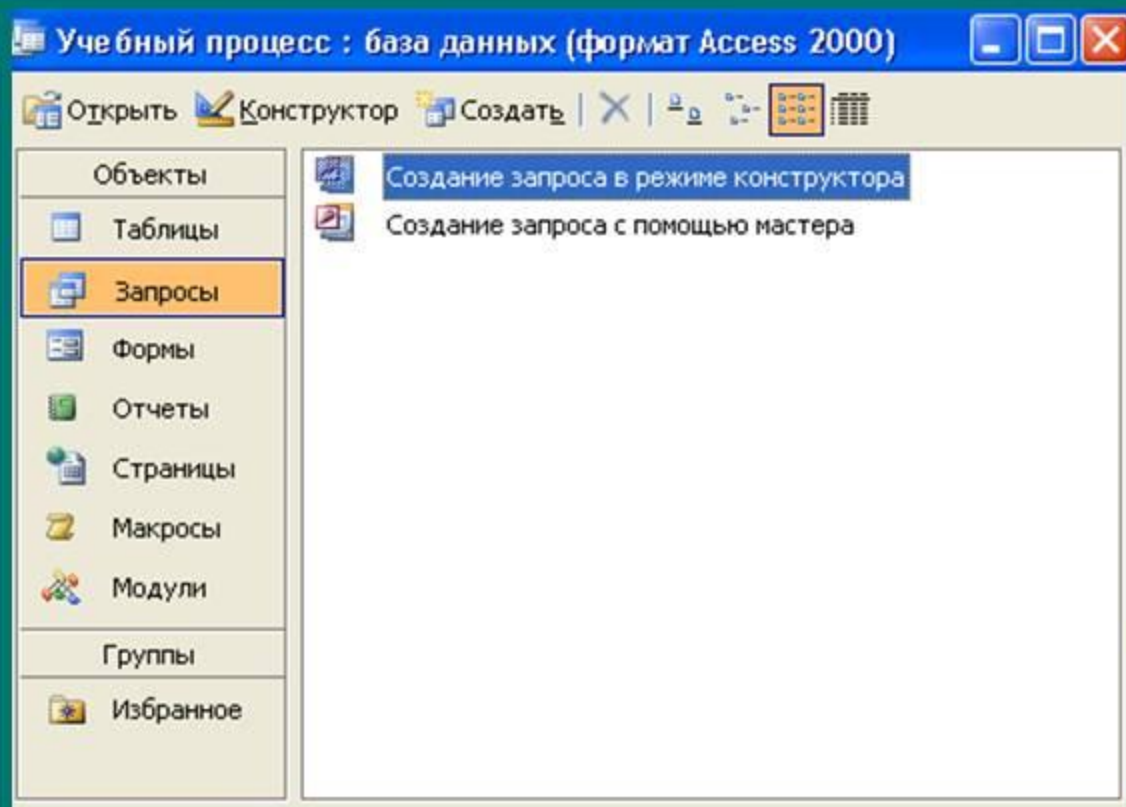 Учебный процесс : база данных (формат Access 2000)
Открыть Конструктор Создать
Объекты
Таблицы
Запросы
Формы
Отчеты
Страницы
Макросы
Модули
Группы
Избранное
Создание запроса в режиме конструктора
Создание запроса с помощью мастера